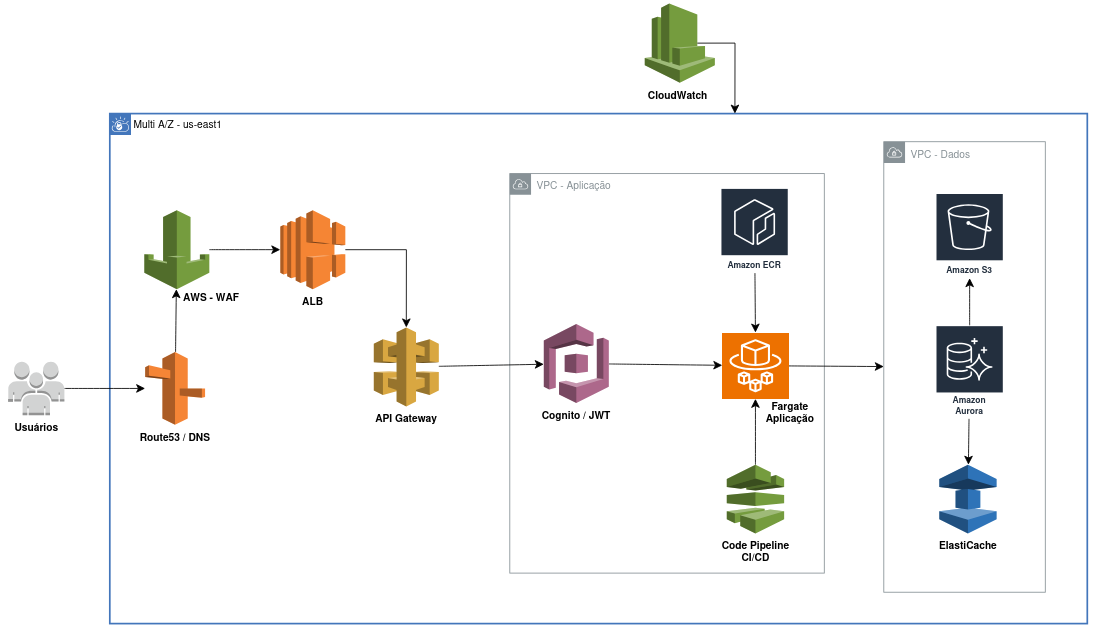 CloudWatch
Multi A/Z - us-east1
VPC - Dados
VPC - Aplicação
Amazon ECR
Amazon S3
AWS - WAF
ALB
Amazon
Aurora
Fargate
Aplicação
API Gateway
Cognito / JWT
Usuários
Route53 / DNS
Code Pipeline
CI/CD
ElastiCache